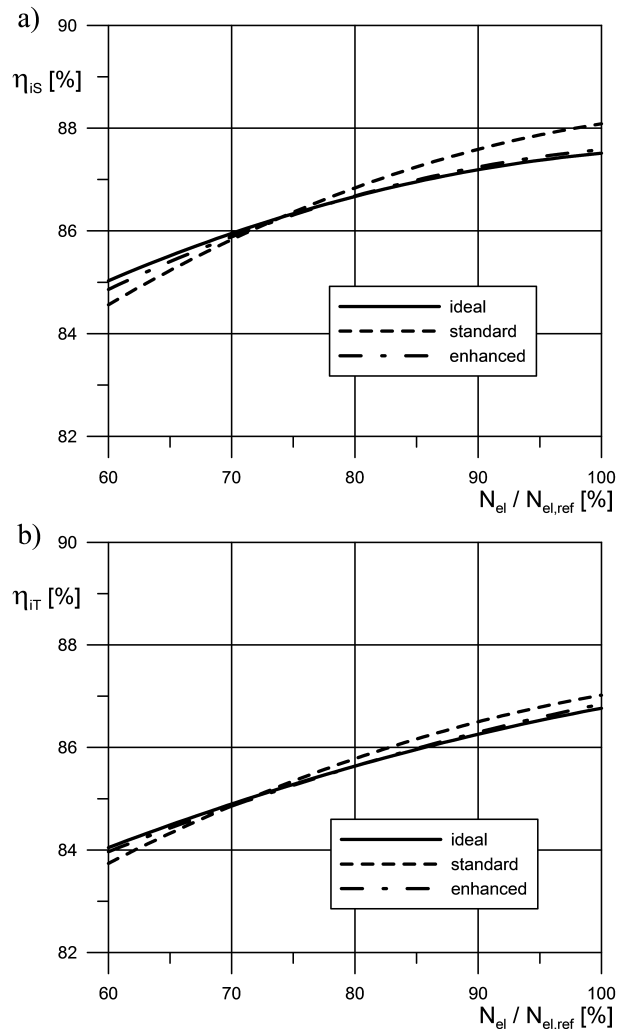 a)
90
η_iS [%]
88
86
84
82
ideal
standard
enhanced
60 70 80 90 100
N_el / N_el,ref [%]
b)
90
η_iT [%]
88
86
84
82
ideal
standard
enhanced
60 70 80 90 100
N_el / N_el,ref [%]